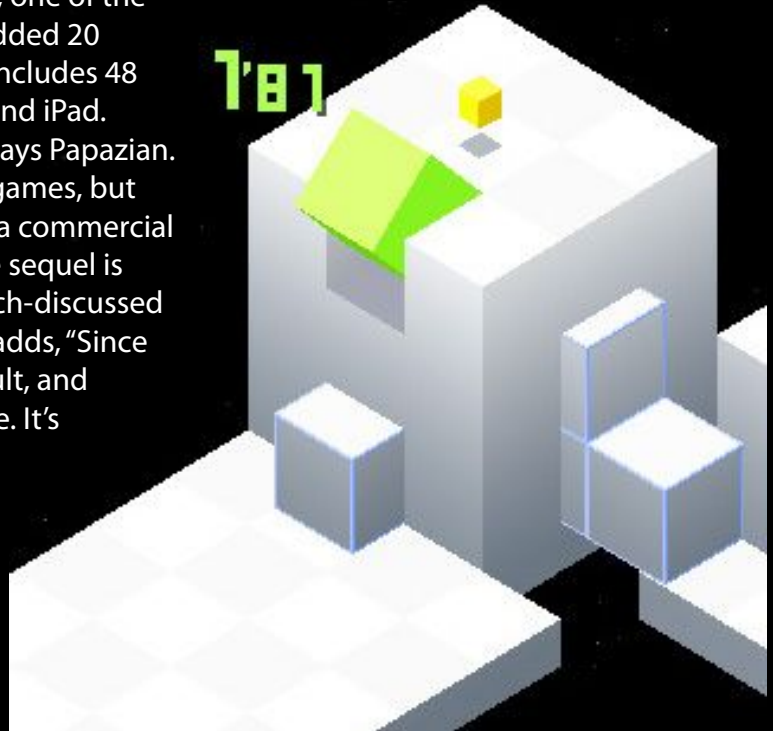 , one of the
dded 20
ncludes 48
nd iPad.
ays Papazian.
games, but
a commercial
e sequel is
ch-discussed
adds, “Since
ult, and
e. It’s
1’81